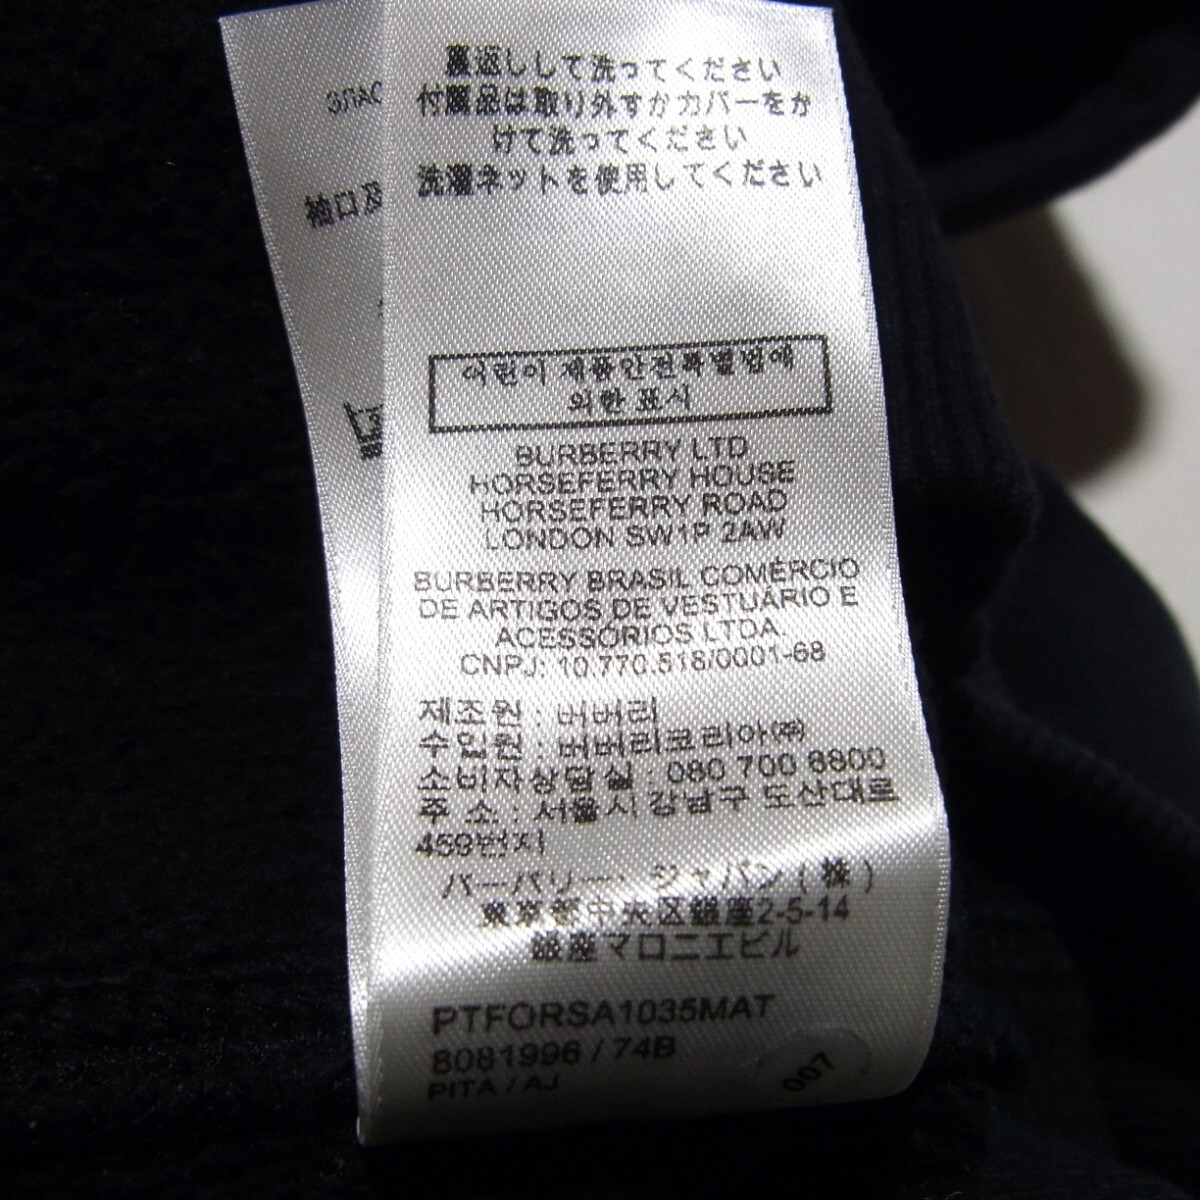 裏返しして洗ってください
付属品は取り外すかカバーをか
けて洗ってください
洗濯ネットを使用してください
ЭЛАС
袖口及
어린이 제품안전특별법에
의한 표시
BURBERRY LTD
HORSEFERRY HOUSE
HORSEFERRY ROAD
LONDON SW1P 2AW
BURBERRY BRASIL COMÉRCIO
DE ARTIGOS DE VESTUÁRIO E
ACESSÓRIOS LTDA.
CNPJ: 10.770.518/0001-68
제조원 : 버버리
수입원 : 버버리코리아㈜
소비자상담실 : 080 700 8800
주 소 : 서울시 강남구 도산대로
459번지
バーバリー・ジャパン(株)
東京都中央区銀座2-5-14
銀座マロニエビル
PTFORSA1035MAT
8081996 / 74B
PITA / AJ
007